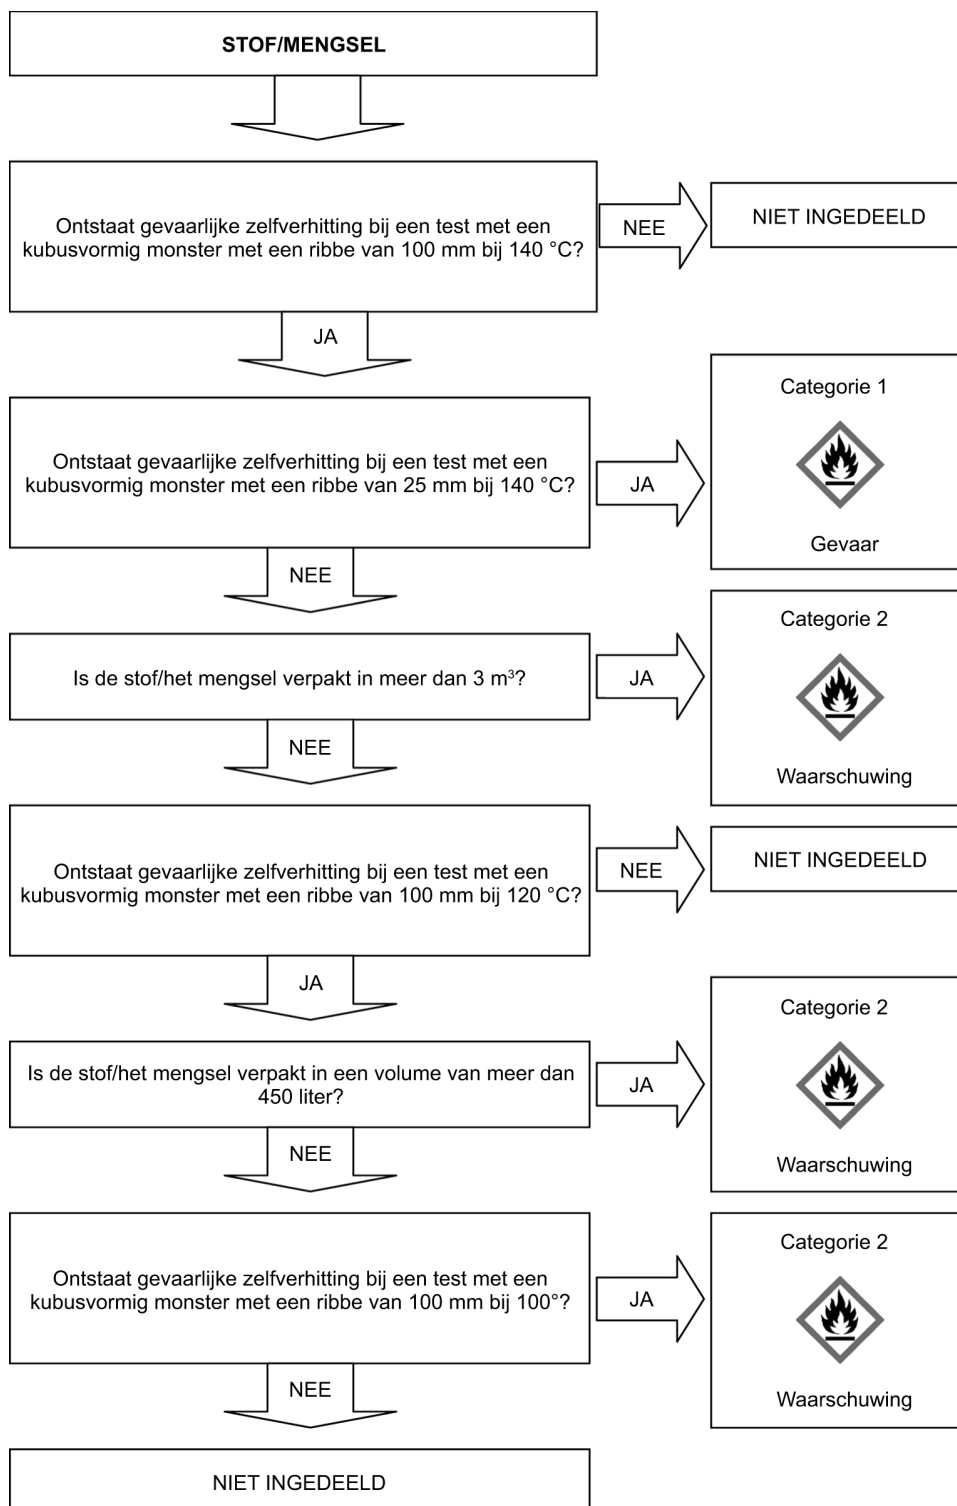 STOF/MENGSEL
Ontstaat gevaarlijke zelfverhitting bij een test met een
kubusvormig monster met een ribbe van 100 mm bij 140 °C?
NEE
NIET INGEDEELD
JA
Ontstaat gevaarlijke zelfverhitting bij een test met een
kubusvormig monster met een ribbe van 25 mm bij 140 °C?
JA
Categorie 1
Gevaar
NEE
Is de stof/het mengsel verpakt in meer dan 3 m³?
JA
Categorie 2
Waarschuwing
NEE
Ontstaat gevaarlijke zelfverhitting bij een test met een
kubusvormig monster met een ribbe van 100 mm bij 120 °C?
NEE
NIET INGEDEELD
JA
Is de stof/het mengsel verpakt in een volume van meer dan
450 liter?
JA
Categorie 2
Waarschuwing
NEE
Ontstaat gevaarlijke zelfverhitting bij een test met een
kubusvormig monster met een ribbe van 100 mm bij 100°?
JA
Categorie 2
Waarschuwing
NEE
NIET INGEDEELD